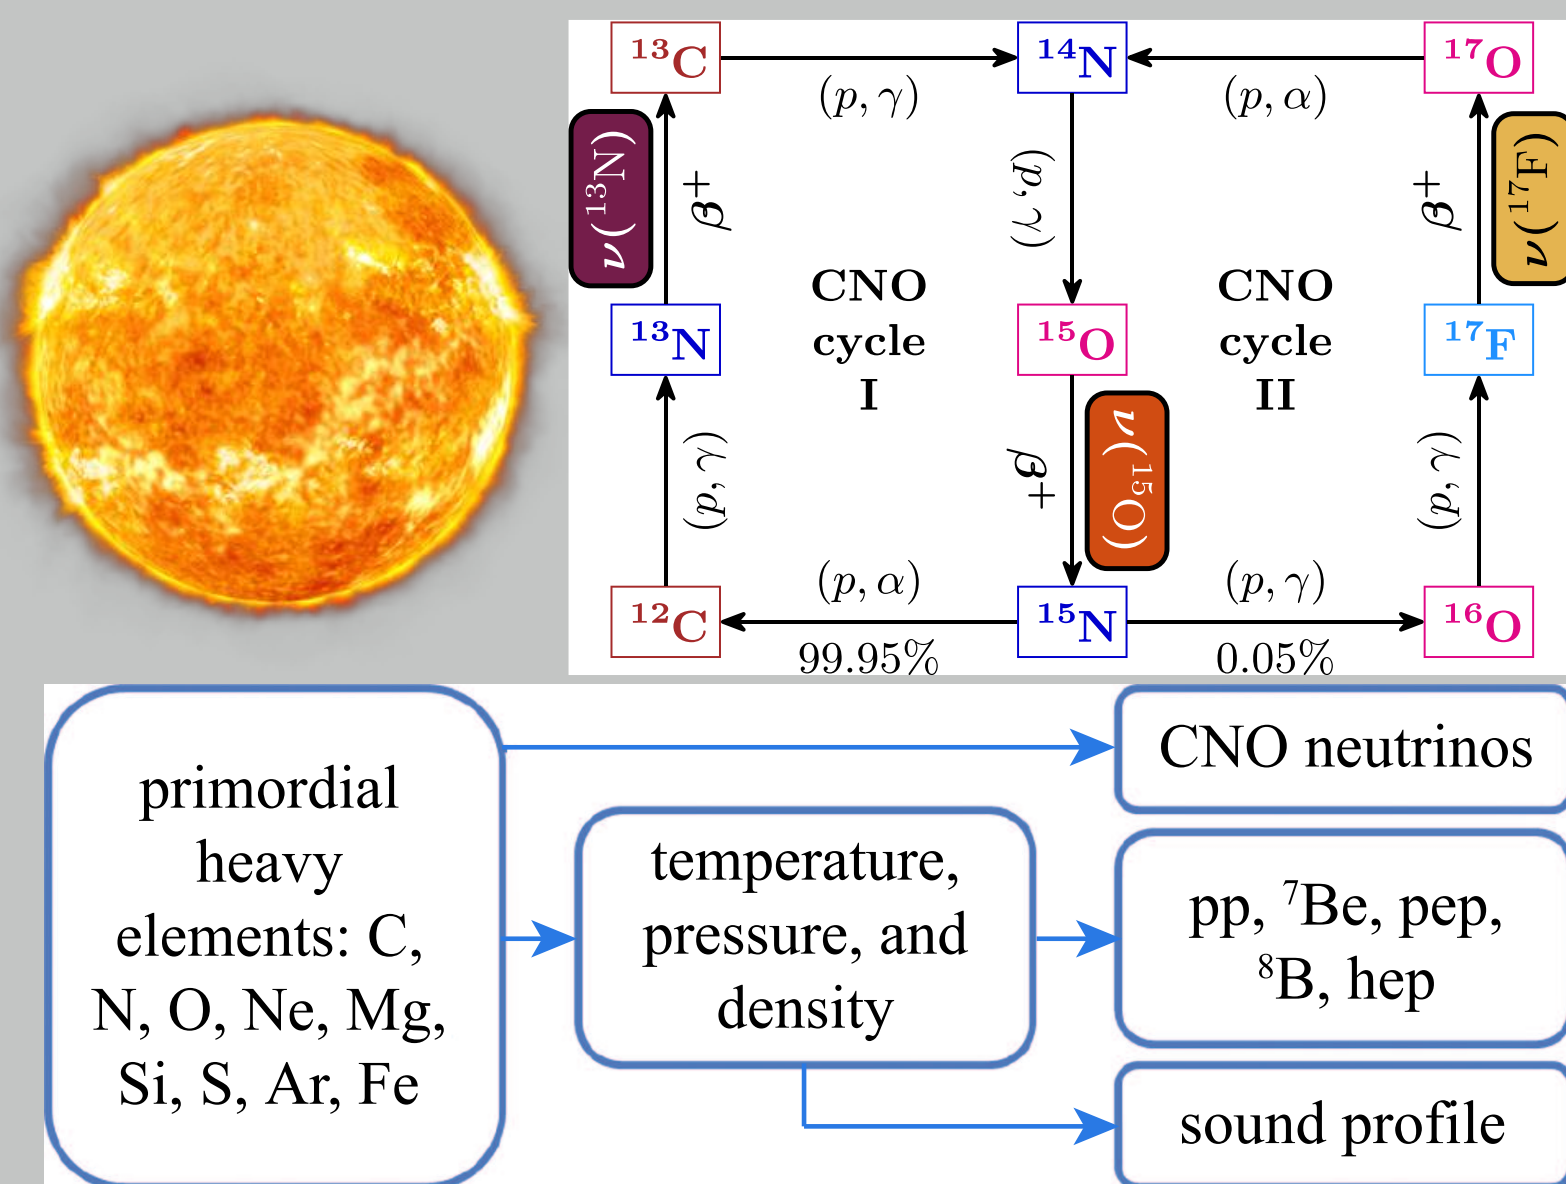 ¹³C
(p, γ)
¹⁴N
(p, α)
¹⁷O
ν(¹³N)
β⁺
(p, γ)
β⁺
ν(¹⁷F)
CNO
cycle
I
CNO
cycle
II
¹³N
¹⁵O
¹⁷F
(p, γ)
β⁺
ν(¹⁵O)
(p, γ)
¹²C
(p, α)
99.95%
¹⁵N
(p, γ)
0.05%
¹⁶O
primordial
heavy
elements: C,
N, O, Ne, Mg,
Si, S, Ar, Fe
temperature,
pressure, and
density
CNO neutrinos
pp, ⁷Be, pep,
⁸B, hep
sound profile